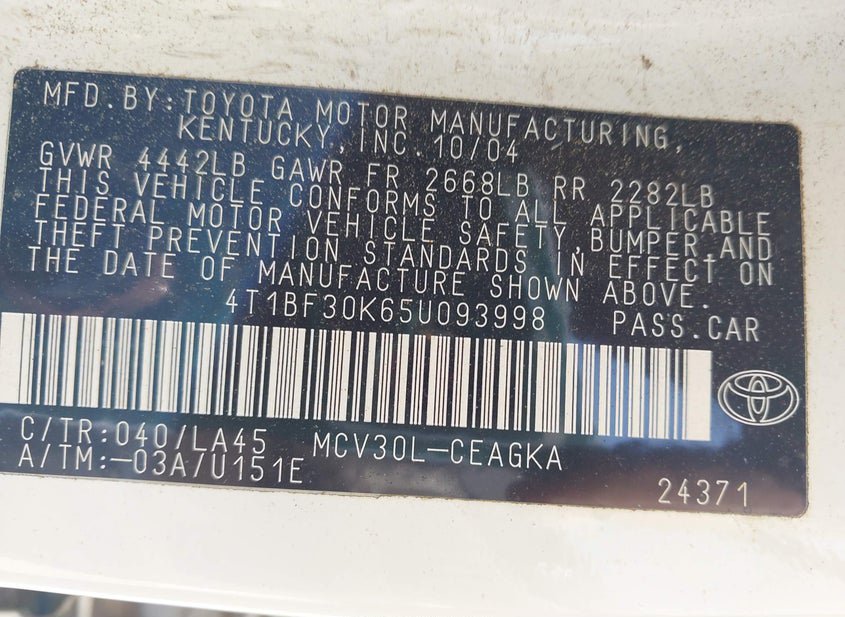 MFD.BY:TOYOTA MOTOR MANUFACTURING,
KENTUCKY,INC.10/04
GVWR 4442LB GAWR FR 2668LB RR 2282LB
THIS VEHICLE CONFORMS TO ALL APPLICABLE
FEDERAL MOTOR VEHICLE SAFETY,BUMPER,AND
THEFT PREVENTION STANDARDS IN EFFECT ON
THE DATE OF MANUFACTURE SHOWN ABOVE.
4T1BF30K65U093998 PASS.CAR
C/TR:040/LA45 MCV30L-CEAGKA
A/TM:-03A/U151E
24371